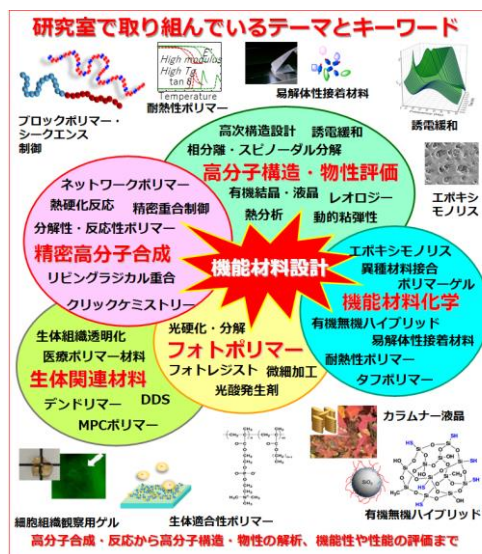 研究室で取り組んでいるテーマとキーワード
High modulus
E'
High Tg
tan δ
Temperature
耐熱性ポリマー
易解体性接着材料
誘電緩和
ブロックポリマー・
シークエンス
制御
高次構造設計 誘電緩和
相分離・スピノーダル分解
高分子構造・物性評価
有機結晶・液晶
レオロジー
熱分析
動的粘弾性
エポキシ
モノリス
ネットワークポリマー
熱硬化反応
精密重合制御
分解性・反応性ポリマー
精密高分子合成
リビングラジカル重合
クリックケミストリー
機能材料設計
エポキシモノリス
異種材料接合
ポリマーゲル
機能材料化学
有機無機ハイブリッド
易解体性接着材料
耐熱性ポリマー
タフポリマー
生体組織透明化
医療ポリマー材料
生体関連材料
デンドリマー
DDS
MPCポリマー
光硬化・分解
フォトポリマー
フォトレジスト
微細加工
光酸発生剤
カラムナー液晶
SiO₂
細胞組織観察用ゲル
生体適合性ポリマー
有機無機ハイブリッド
高分子合成・反応から高分子構造・物性の解析、機能性や性能の評価まで